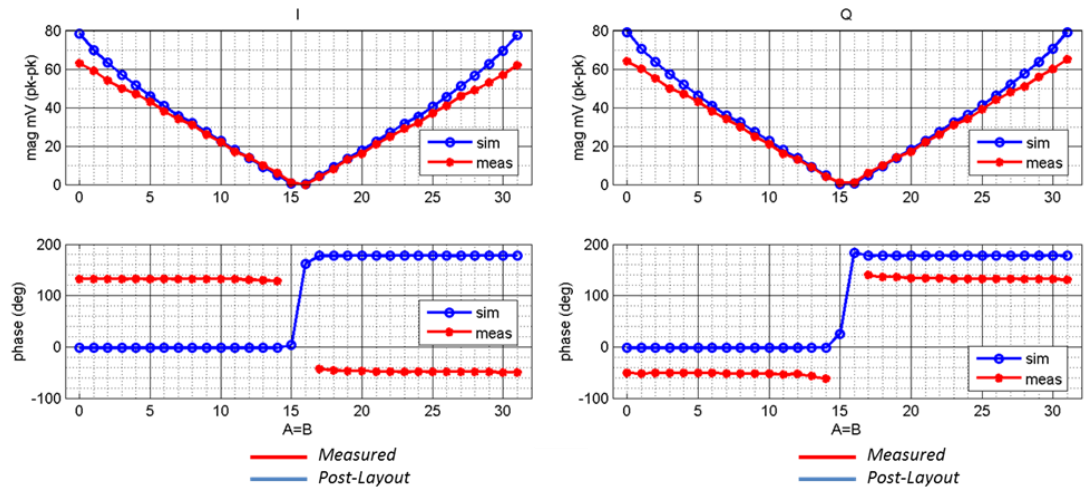 I
mag mV (pk-pk)
80
60
40
20
0
0 5 10 15 20 25 30
sim
meas
Q
mag mV (pk-pk)
80
60
40
20
0
0 5 10 15 20 25 30
sim
meas
phase (deg)
200
100
0
-100
0 5 10 15 20 25 30
A=B
sim
meas
phase (deg)
200
100
0
-100
0 5 10 15 20 25 30
A=B
sim
meas
Measured
Post-Layout
Measured
Post-Layout